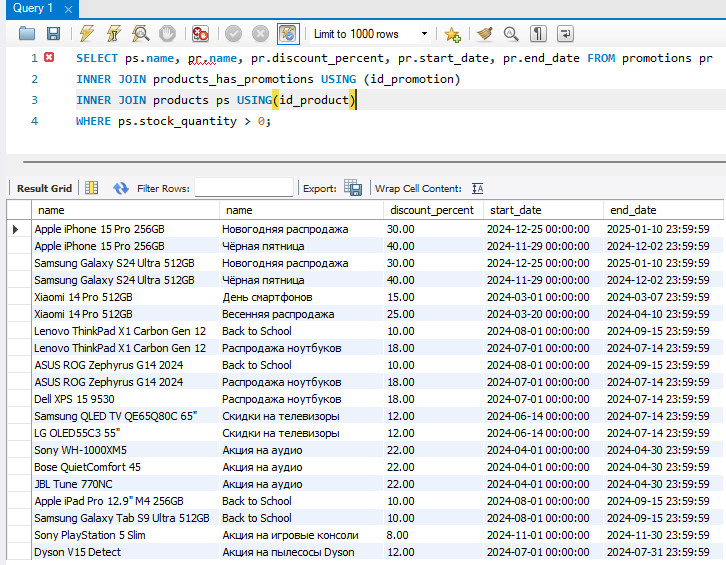 Query 1
Limit to 1000 rows
1 SELECT ps.name, pr.name, pr.discount_percent, pr.start_date, pr.end_date FROM promotions pr
2 INNER JOIN products_has_promotions USING (id_promotion)
3 INNER JOIN products ps USING(id_product)
4 WHERE ps.stock_quantity > 0;
Result Grid Filter Rows: Export: Wrap Cell Content:
name name discount_percent start_date end_date
Apple iPhone 15 Pro 256GB Новогодняя распродажа 30.00 2024-12-25 00:00:00 2025-01-10 23:59:59
Apple iPhone 15 Pro 256GB Чёрная пятница 40.00 2024-11-29 00:00:00 2024-12-02 23:59:59
Samsung Galaxy S24 Ultra 512GB Новогодняя распродажа 30.00 2024-12-25 00:00:00 2025-01-10 23:59:59
Samsung Galaxy S24 Ultra 512GB Чёрная пятница 40.00 2024-11-29 00:00:00 2024-12-02 23:59:59
Xiaomi 14 Pro 512GB День смартфонов 15.00 2024-03-01 00:00:00 2024-03-07 23:59:59
Xiaomi 14 Pro 512GB Весенняя распродажа 25.00 2024-03-20 00:00:00 2024-04-10 23:59:59
Lenovo ThinkPad X1 Carbon Gen 12 Back to School 10.00 2024-08-01 00:00:00 2024-09-15 23:59:59
Lenovo ThinkPad X1 Carbon Gen 12 Распродажа ноутбуков 18.00 2024-07-01 00:00:00 2024-07-14 23:59:59
ASUS ROG Zephyrus G14 2024 Back to School 10.00 2024-08-01 00:00:00 2024-09-15 23:59:59
ASUS ROG Zephyrus G14 2024 Распродажа ноутбуков 18.00 2024-07-01 00:00:00 2024-07-14 23:59:59
Dell XPS 15 9530 Распродажа ноутбуков 18.00 2024-07-01 00:00:00 2024-07-14 23:59:59
Samsung QLED TV QE65Q80C 65" Скидки на телевизоры 12.00 2024-06-14 00:00:00 2024-07-14 23:59:59
LG OLED55C3 55" Скидки на телевизоры 12.00 2024-06-14 00:00:00 2024-07-14 23:59:59
Sony WH-1000XM5 Акция на аудио 22.00 2024-04-01 00:00:00 2024-04-30 23:59:59
Bose QuietComfort 45 Акция на аудио 22.00 2024-04-01 00:00:00 2024-04-30 23:59:59
JBL Tune 770NC Акция на аудио 22.00 2024-04-01 00:00:00 2024-04-30 23:59:59
Apple iPad Pro 12.9" M4 256GB Back to School 10.00 2024-08-01 00:00:00 2024-09-15 23:59:59
Samsung Galaxy Tab S9 Ultra 512GB Back to School 10.00 2024-08-01 00:00:00 2024-09-15 23:59:59
Sony PlayStation 5 Slim Акция на игровые консоли 8.00 2024-11-01 00:00:00 2024-11-30 23:59:59
Dyson V15 Detect Акция на пылесосы Dyson 12.00 2024-07-01 00:00:00 2024-07-31 23:59:59